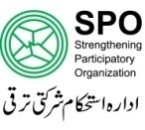 SPO
Strengthening
Participatory
Organization
ادارہ استحکام شرکتی ترقی